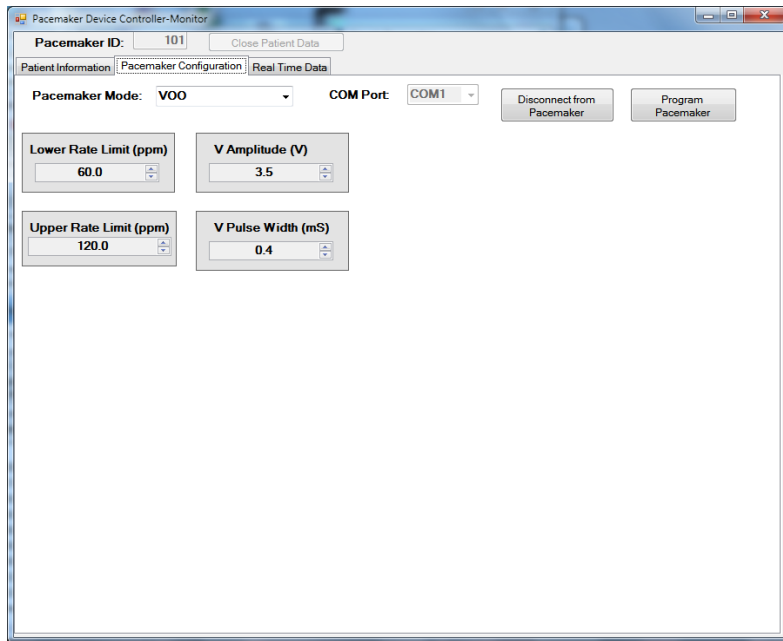 Pacemaker Device Controller-Monitor
Pacemaker ID: 101 Close Patient Data
Patient Information Pacemaker Configuration Real Time Data
Pacemaker Mode: VOO COM Port: COM1
Disconnect from
Pacemaker
Program
Pacemaker
Lower Rate Limit (ppm)
60.0
V Amplitude (V)
3.5
Upper Rate Limit (ppm)
120.0
V Pulse Width (mS)
0.4